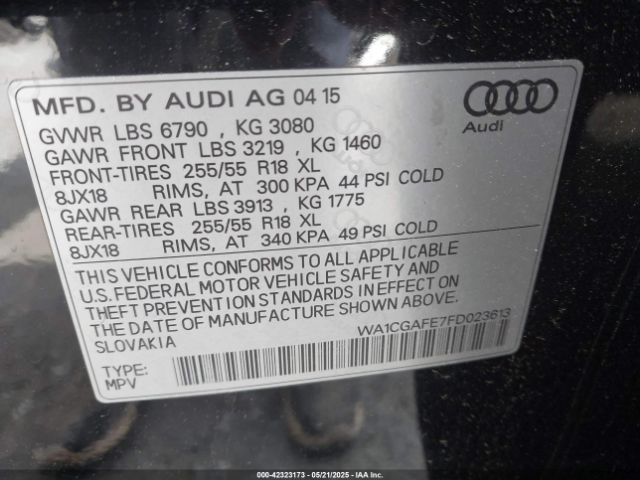 MFD. BY AUDI AG 04 15
GVWR LBS 6790 , KG 3080
GAWR FRONT LBS 3219 , KG 1460
FRONT-TIRES 255/55 R18 XL
8JX18 RIMS, AT 300 KPA 44 PSI COLD
GAWR REAR LBS 3913 , KG 1775
REAR-TIRES 255/55 R18 XL
8JX18 RIMS, AT 340 KPA 49 PSI COLD
Audi
THIS VEHICLE CONFORMS TO ALL APPLICABLE
U.S. FEDERAL MOTOR VEHICLE SAFETY AND
THEFT PREVENTION STANDARDS IN EFFECT ON
THE DATE OF MANUFACTURE SHOWN ABOVE.
SLOVAKIA
WA1CGAFE7FD023613
TYPE:
MPV
000-42323173 - 05/21/2025 - IAA Inc.